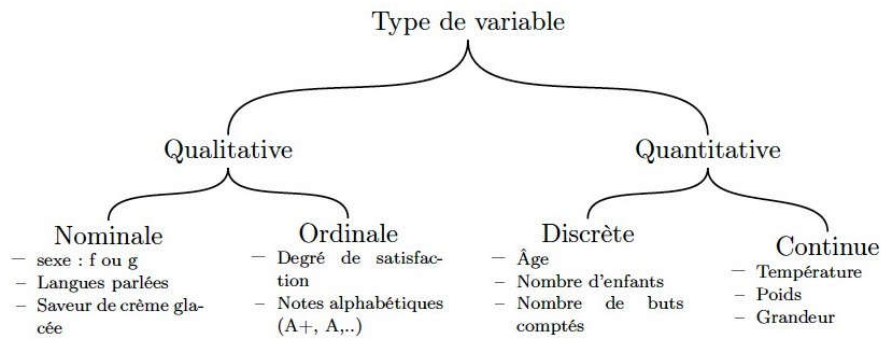 Type de variable
Qualitative
Quantitative
Nominale
— sexe : f ou g
– Langues parlées
– Saveur de crème gla-
cée
Ordinale
— Degré de satisfac-
tion
– Notes alphabétiques
(A+, A,..)
Discrète
— Âge
– Nombre d'enfants
– Nombre de buts
comptés
Continue
— Température
– Poids
– Grandeur